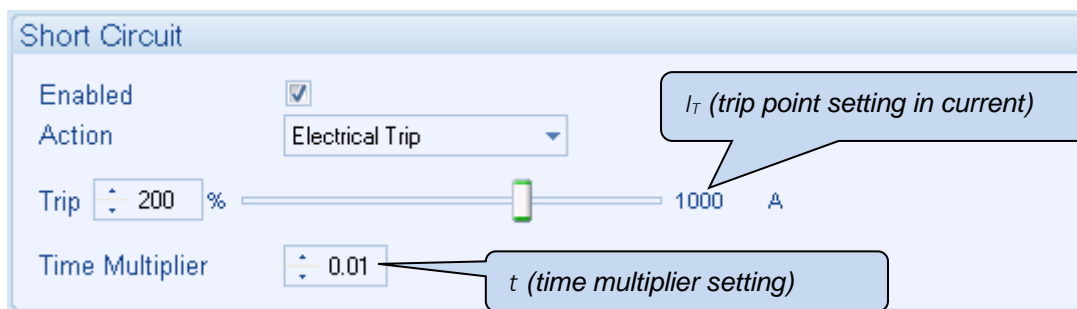 Short Circuit
Enabled
I_T (trip point setting in current)
Action Electrical Trip
Trip 200 % 1000 A
Time Multiplier 0.01
t (time multiplier setting)